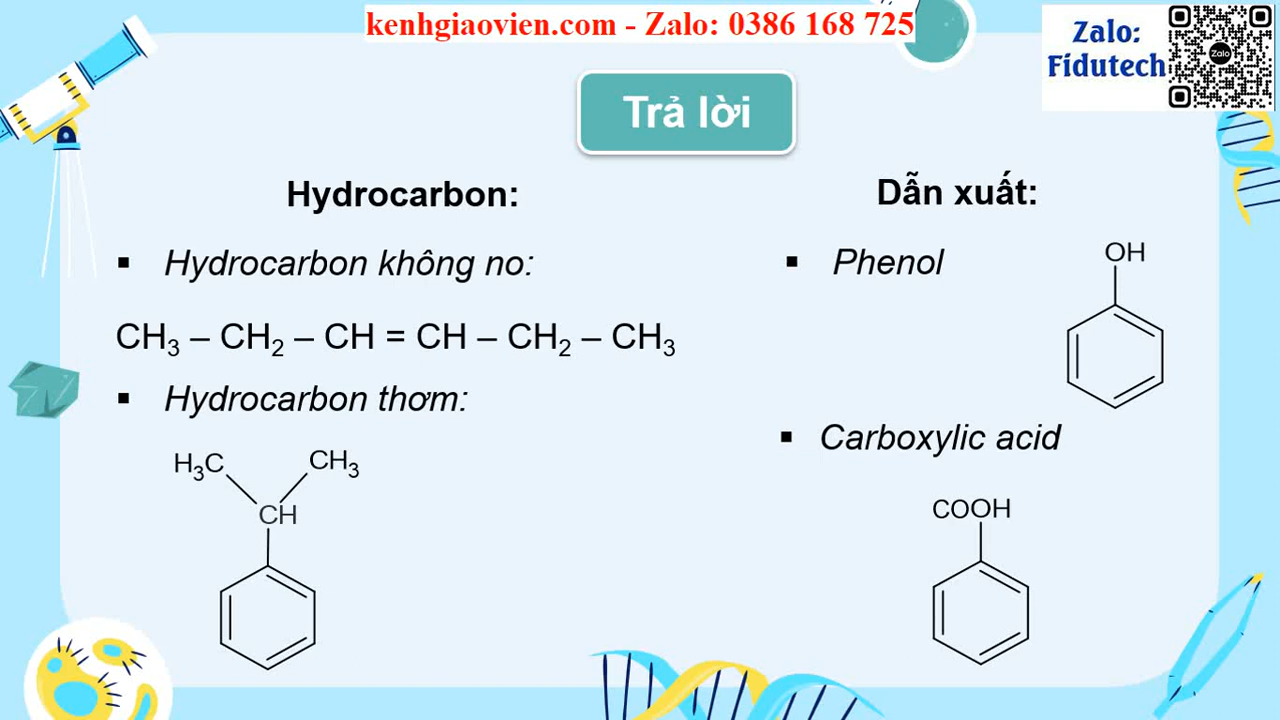 kenhgiaovien.com - Zalo: 0386 168 725
Zalo:
Fidutech
Zalo
Trả lời
Hydrocarbon:
▪ Hydrocarbon không no:
CH₃ – CH₂ – CH = CH – CH₂ – CH₃
▪ Hydrocarbon thơm:
H₃C
CH₃
CH
Dẫn xuất:
▪ Phenol
OH
▪ Carboxylic acid
COOH